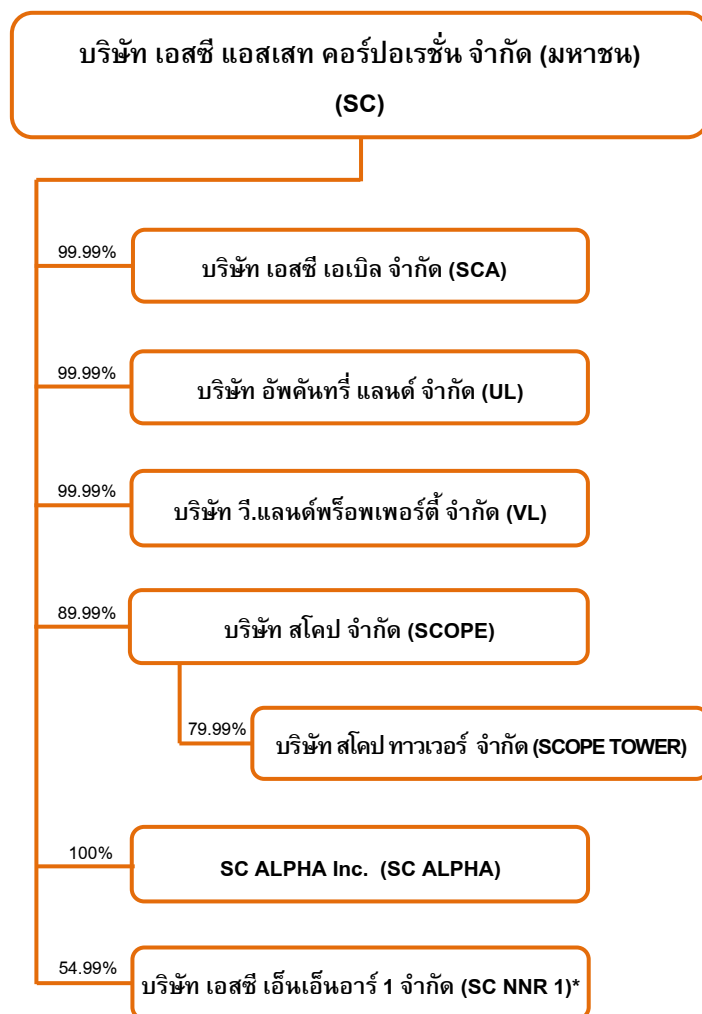 บริษัท เอสซี แอสเสท คอร์ปอเรชั่น จำกัด (มหาชน)
(SC)
99.99%
บริษัท เอสซี เอเบิล จำกัด (SCA)
99.99%
บริษัท อัพคันทรี่ แลนด์ จำกัด (UL)
99.99%
บริษัท วี.แลนด์พร็อพเพอร์ตี้ จำกัด (VL)
89.99%
บริษัท สโคป จำกัด (SCOPE)
79.99%
บริษัท สโคป ทาวเวอร์ จำกัด (SCOPE TOWER)
100%
SC ALPHA Inc. (SC ALPHA)
54.99%
บริษัท เอสซี เอ็นเอ็นอาร์ 1 จำกัด (SC NNR 1)*